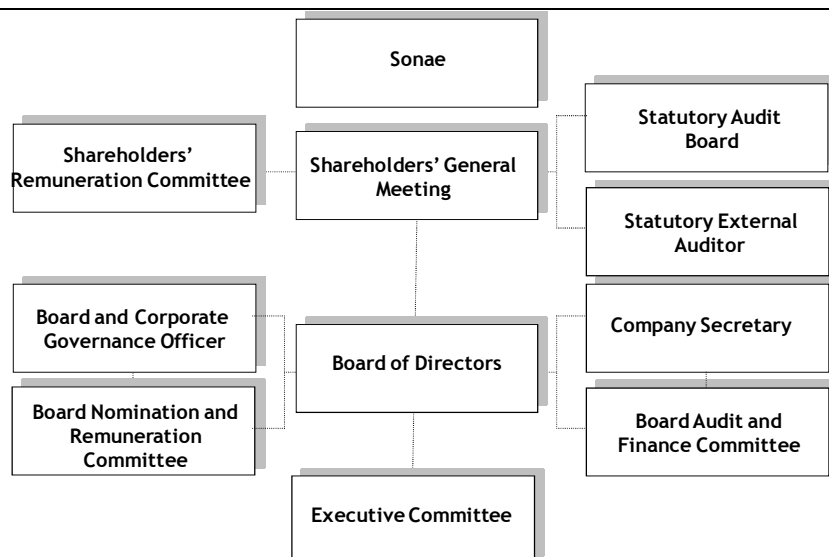 Sonae
Statutory Audit
Board
Shareholders'
Remuneration Committee
Shareholders' General
Meeting
Statutory External
Auditor
Board and Corporate
Governance Officer
Company Secretary
Board of Directors
Board Nomination and
Remuneration
Committee
Board Audit and
Finance Committee
Executive Committee